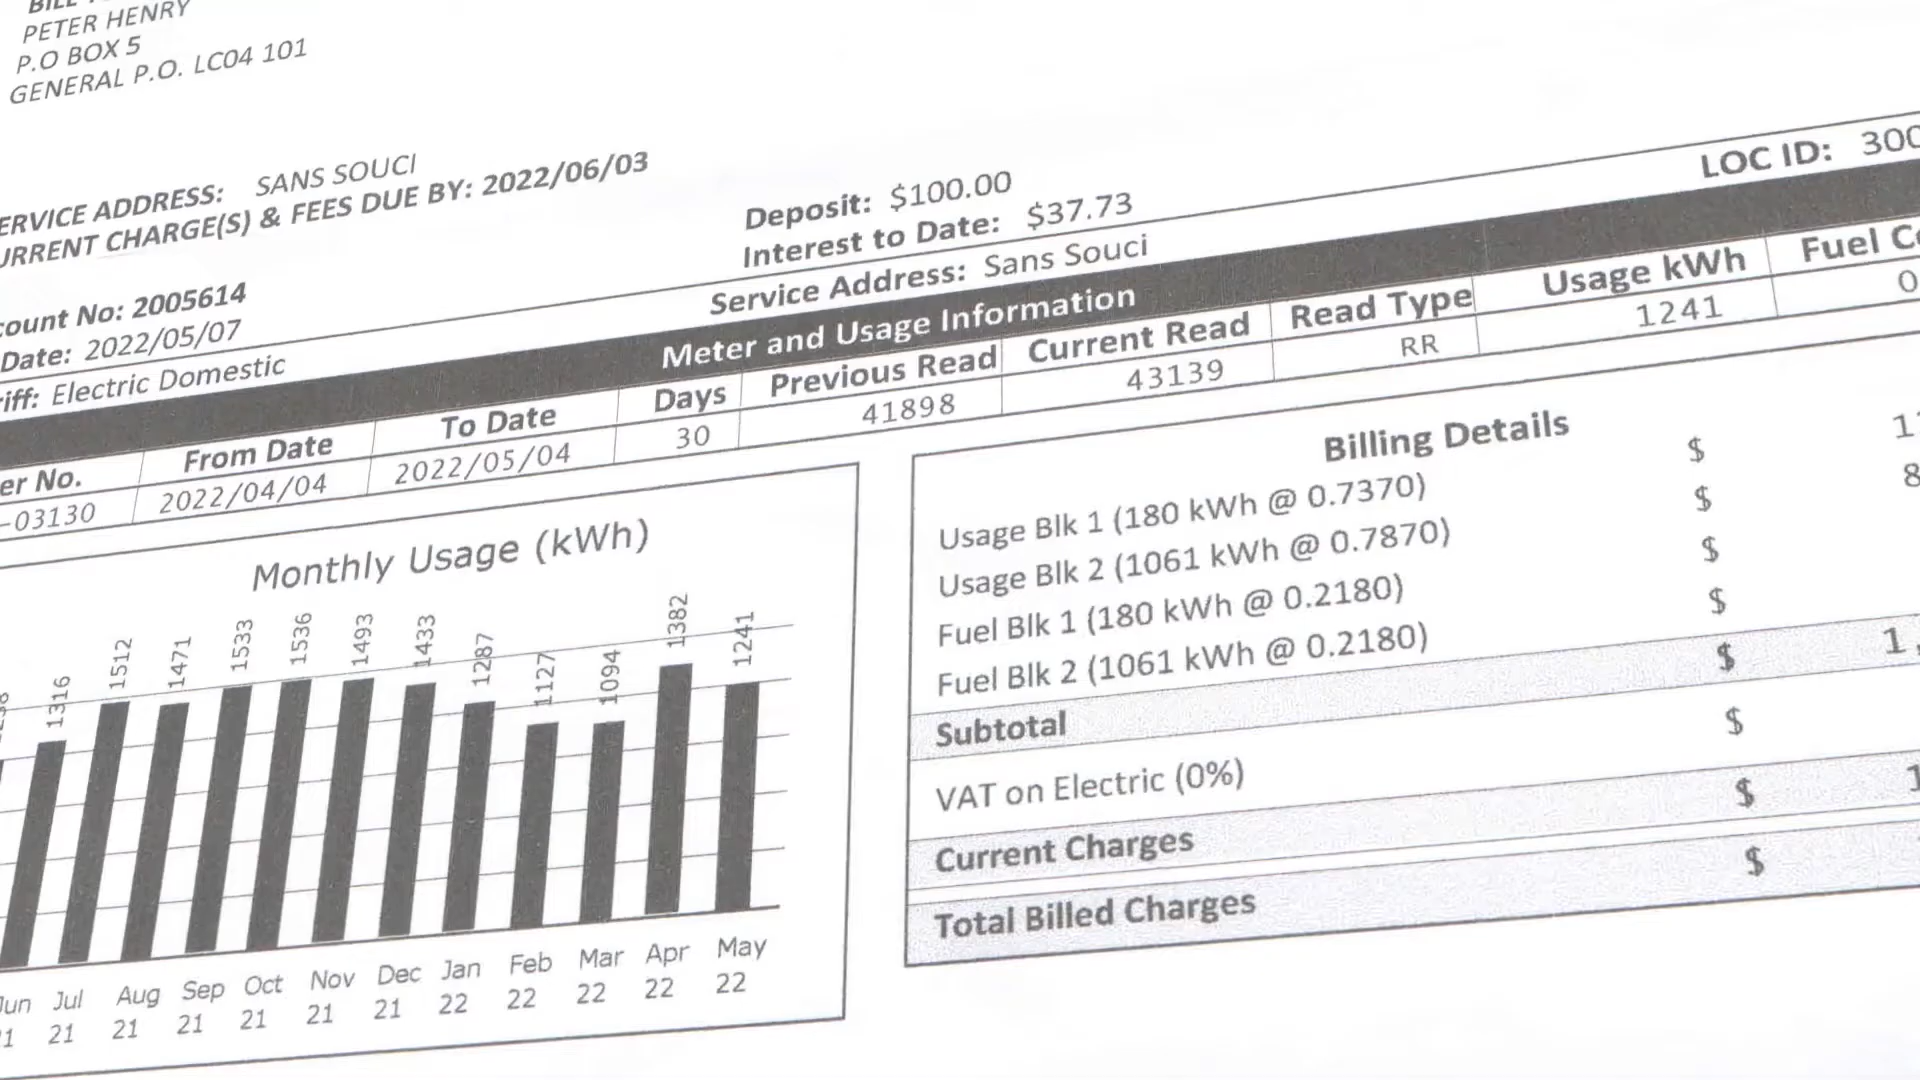 PETER HENRY
P.O BOX 5
GENERAL P.O. LC04 101
ERVICE ADDRESS: SANS SOUCI
URRENT CHARGE(S) & FEES DUE BY: 2022/06/03
Deposit: $100.00
Interest to Date: $37.73
count No: 2005614
Date: 2022/05/07
riff: Electric Domestic
Service Address: Sans Souci
LOC ID: 300
Meter and Usage Information
er No. From Date To Date Days Previous Read Current Read Read Type Usage kWh Fuel C
-03130 2022/04/04 2022/05/04 30 41898 43139 RR 1241 0
Monthly Usage (kWh)
1316 1512 1471 1533 1536 1493 1433 1287 1127 1094 1382 1241
Jun Jul Aug Sep Oct Nov Dec Jan Feb Mar Apr May
1 21 21 21 21 21 21 22 22 22 22 22
Billing Details
Usage Blk 1 (180 kWh @ 0.7370) $
Usage Blk 2 (1061 kWh @ 0.7870) $ 8
Fuel Blk 1 (180 kWh @ 0.2180) $
Fuel Blk 2 (1061 kWh @ 0.2180) $
Subtotal $ 1,
VAT on Electric (0%) $
Current Charges $ 1
Total Billed Charges $